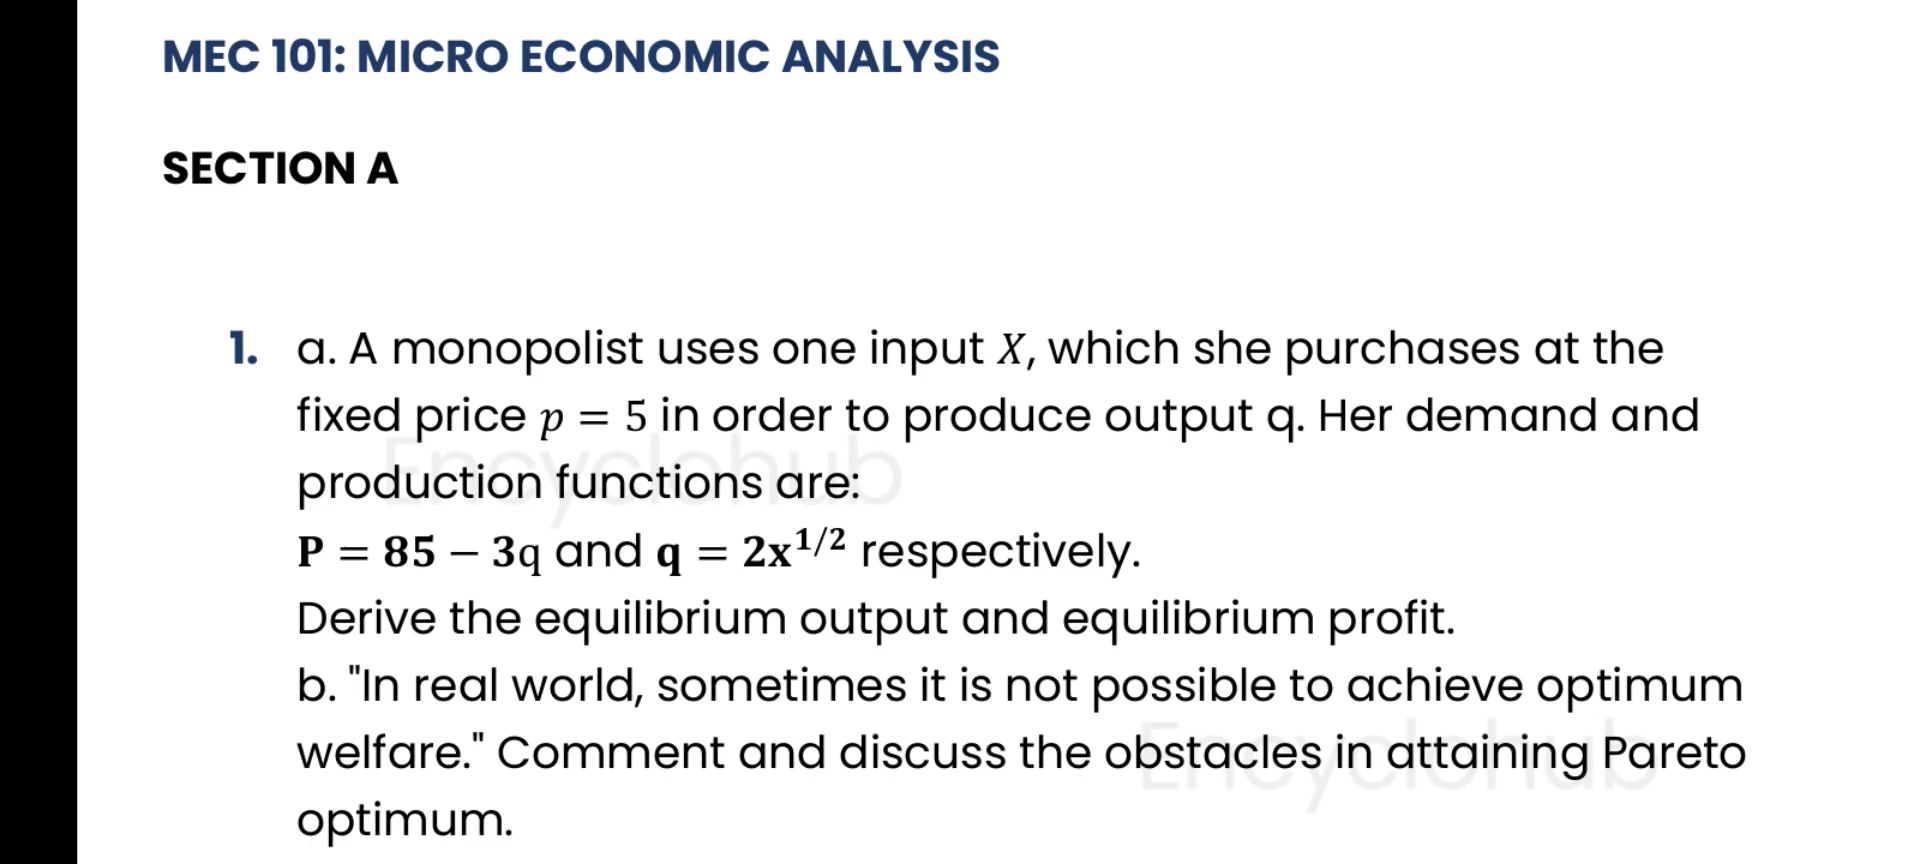 MEC 101: MICRO ECONOMIC ANALYSIS
SECTION A
1. a. A monopolist uses one input X, which she purchases at the
fixed price p = 5 in order to produce output q. Her demand and
production functions are:
P = 85 – 3q and q = 2x^{1/2} respectively.
Derive the equilibrium output and equilibrium profit.
b. "In real world, sometimes it is not possible to achieve optimum
welfare." Comment and discuss the obstacles in attaining Pareto
optimum.
Encyclohub
Encyclohub